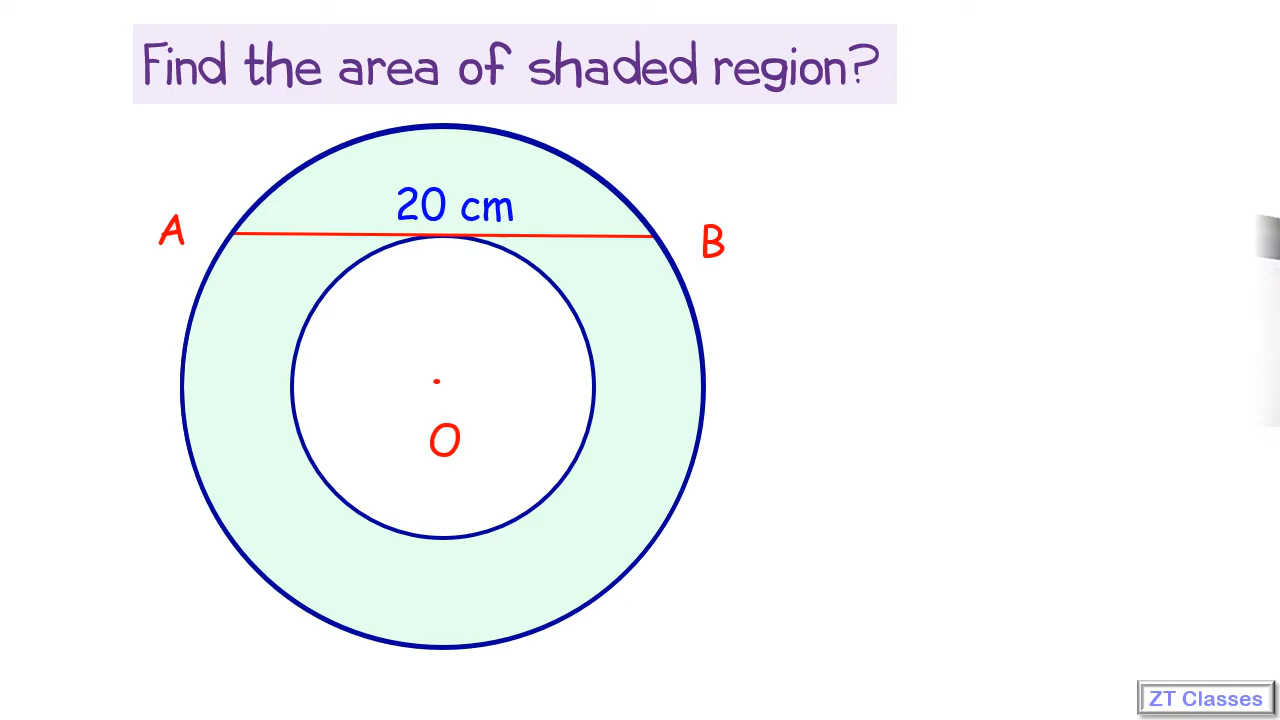 Find the area of shaded region?
20 cm
A
B
O
ZT Classes